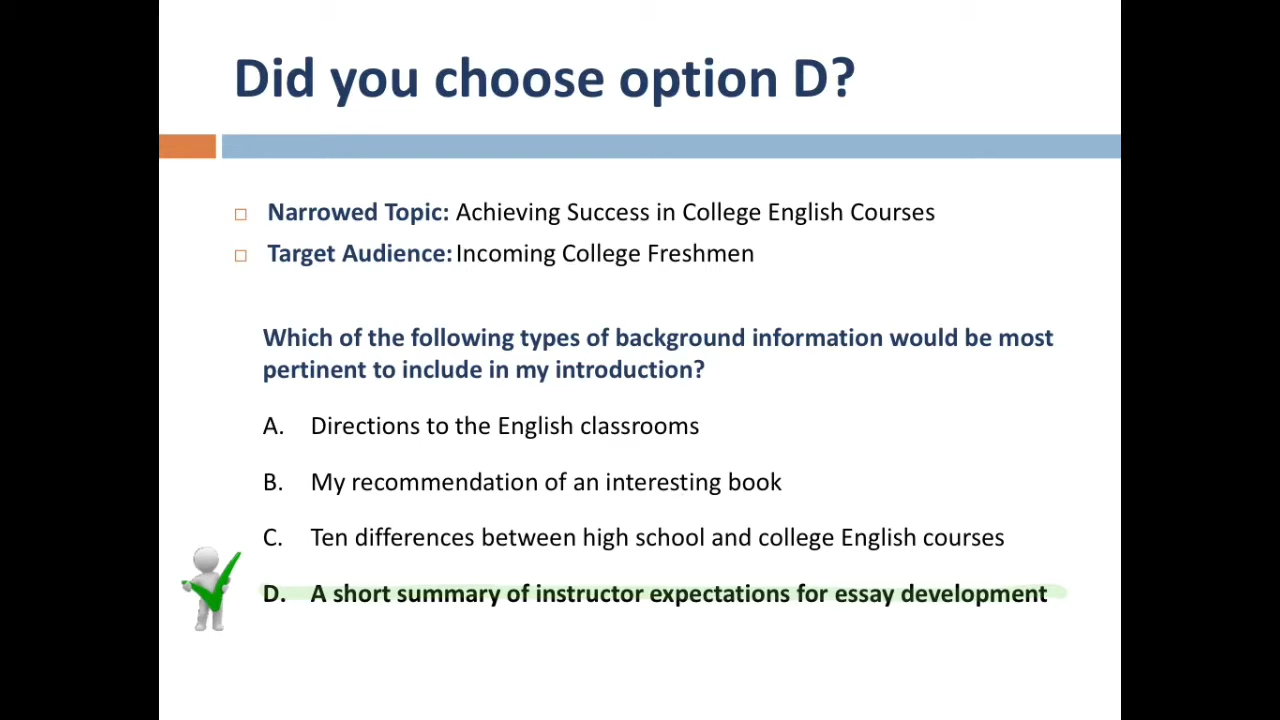 Did you choose option D?
Narrowed Topic: Achieving Success in College English Courses
Target Audience: Incoming College Freshmen
Which of the following types of background information would be most
pertinent to include in my introduction?
A. Directions to the English classrooms
B. My recommendation of an interesting book
C. Ten differences between high school and college English courses
D. A short summary of instructor expectations for essay development